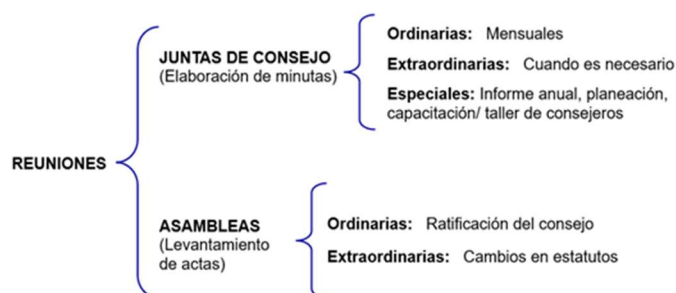 REUNIONES
JUNTAS DE CONSEJO
(Elaboración de minutas)
Ordinarias: Mensuales
Extraordinarias: Cuando es necesario
Especiales: Informe anual, planeación,
capacitación/ taller de consejeros
ASAMBLEAS
(Levantamiento
de actas)
Ordinarias: Ratificación del consejo
Extraordinarias: Cambios en estatutos